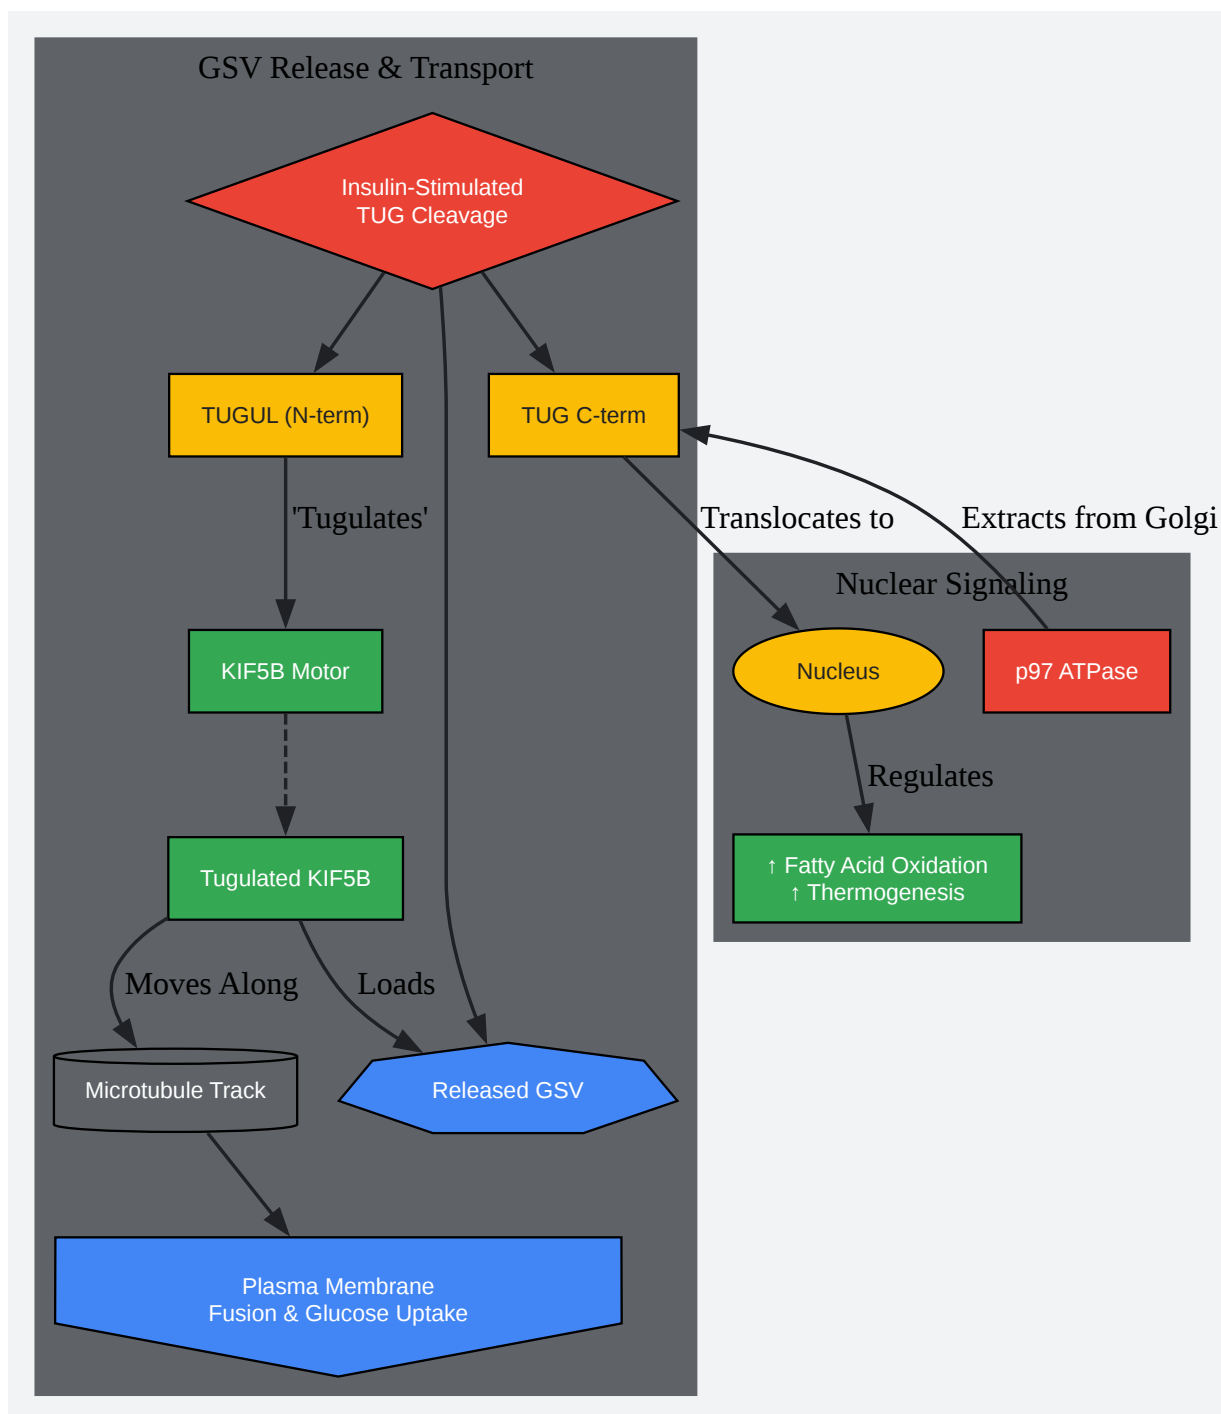 GSV Release & Transport
Insulin-Stimulated
TUG Cleavage
TUGUL (N-term)
TUG C-term
'Tugulates'
Translocates to
Extracts from Golgi
Nuclear Signaling
KIF5B Motor
Nucleus
p97 ATPase
Regulates
Tugulated KIF5B
↑ Fatty Acid Oxidation
↑ Thermogenesis
Moves Along
Loads
Microtubule Track
Released GSV
Plasma Membrane
Fusion & Glucose Uptake